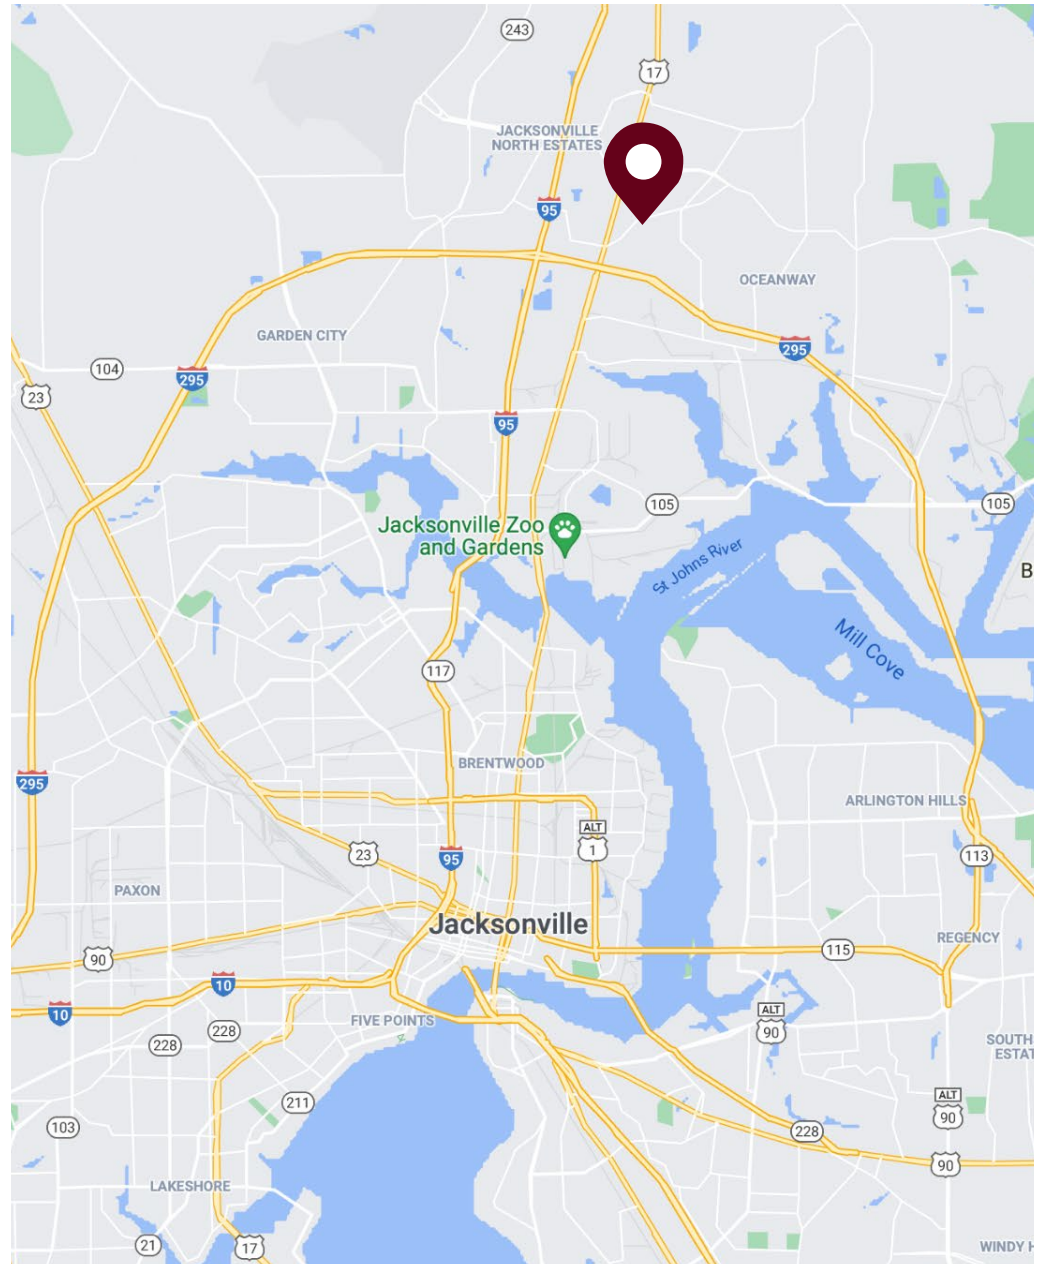 243
17
JACKSONVILLE
NORTH ESTATES
95
OCEANWAY
GARDEN CITY
295
104
295
23
95
105
105
Jacksonville Zoo
and Gardens
St Johns River
B
Mill Cove
117
BRENTWOOD
295
ARLINGTON HILLS
ALT
1
23
95
113
PAXON
Jacksonville
REGENCY
115
90
10
10
ALT
90
FIVE POINTS
228
228
SOUTH
ESTAT
211
ALT
90
103
228
90
LAKESHORE
21
17
WINDY H